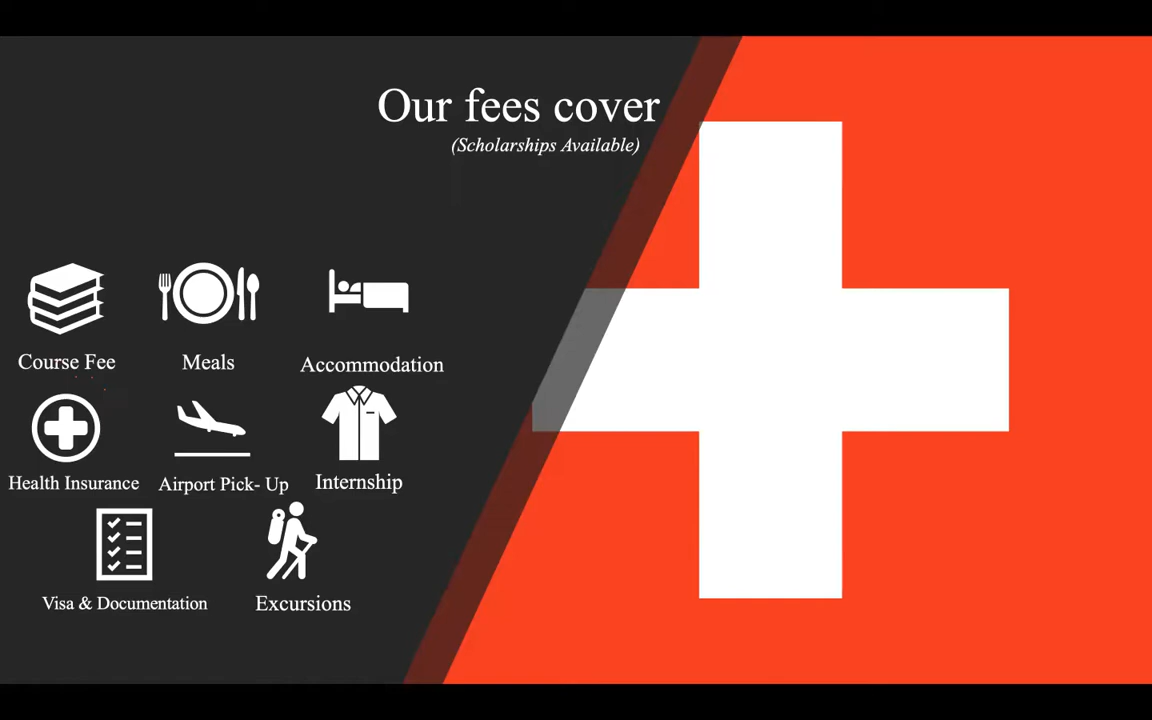 Our fees cover
(Scholarships Available)
Course Fee
Meals
Accommodation
Health Insurance
Airport Pick- Up
Internship
Visa & Documentation
Excursions